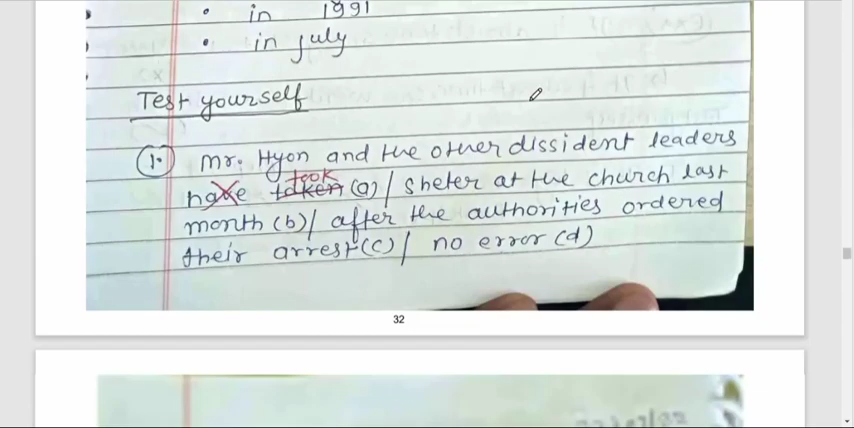 • in 1991
• in july
Test yourself
1. Mr. Hyon and the other dissident leaders
took
have taken (a) / sheter at the church last
month (b) / after the authorities ordered
their arrest (c) / no error (d)
32